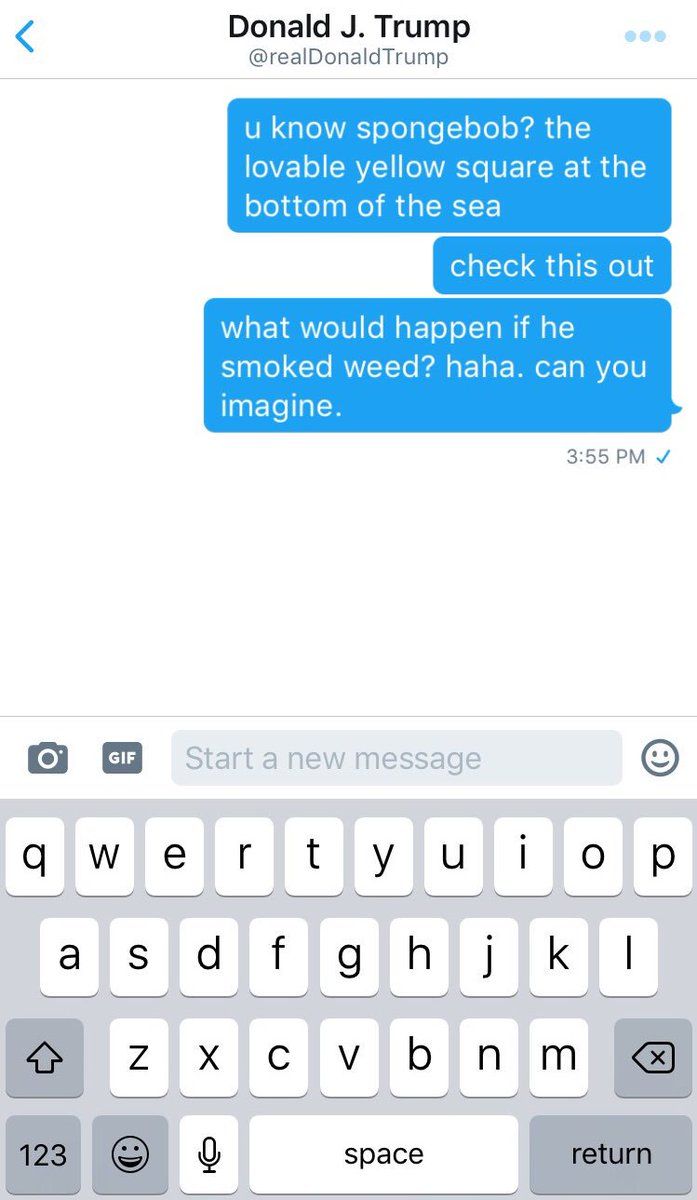 Donald J. Trump
@realDonaldTrump
u know spongebob? the
lovable yellow square at the
bottom of the sea
check this out
what would happen if he
smoked weed? haha. can you
imagine.
3:55 PM ✓
GIF Start a new message
q w e r t y u i o p
a s d f g h j k l
z x c v b n m
123 space return